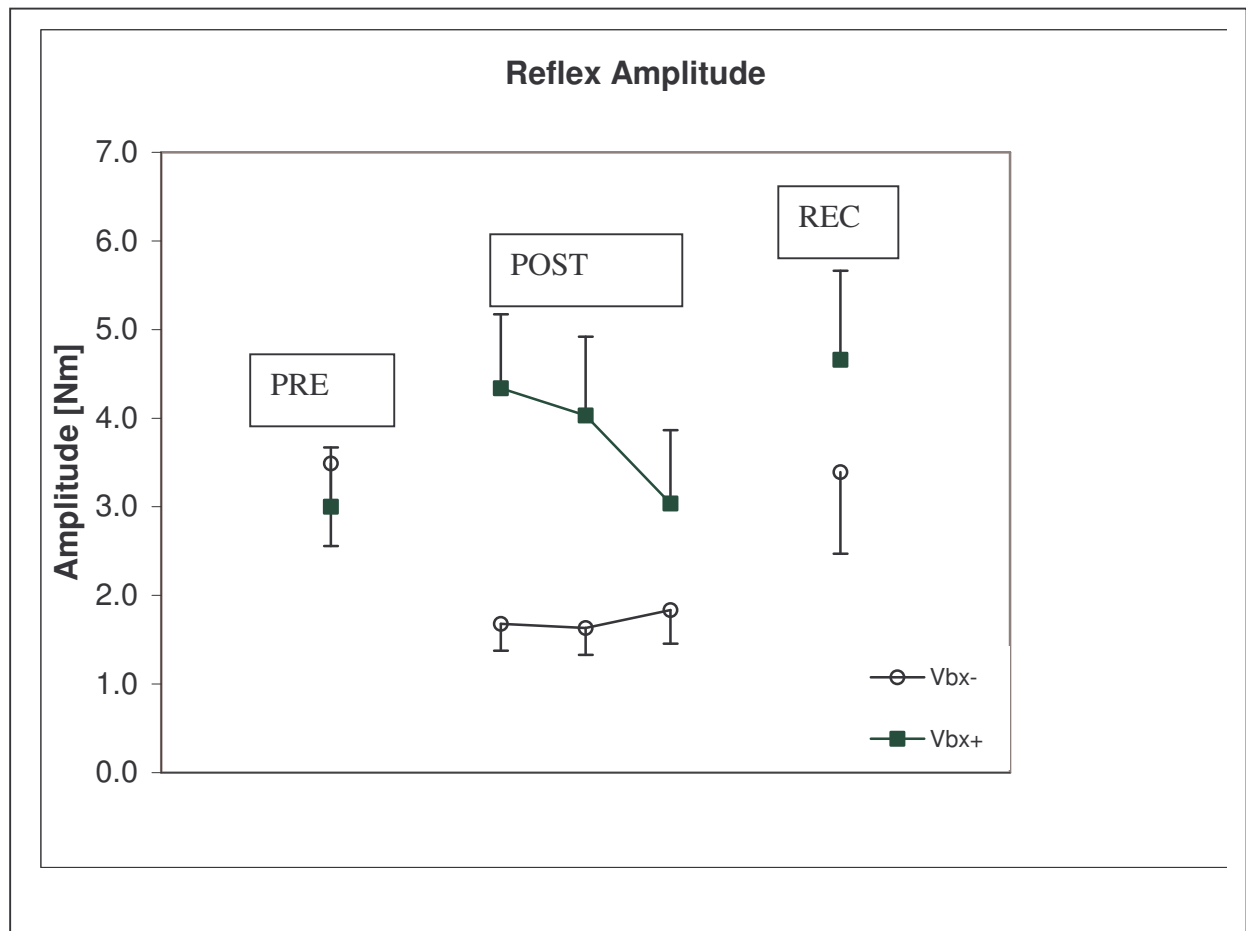 Reflex Amplitude
7.0
6.0
5.0
4.0
3.0
2.0
1.0
0.0
Amplitude [Nm]
PRE
POST
REC
Vbx-
Vbx+